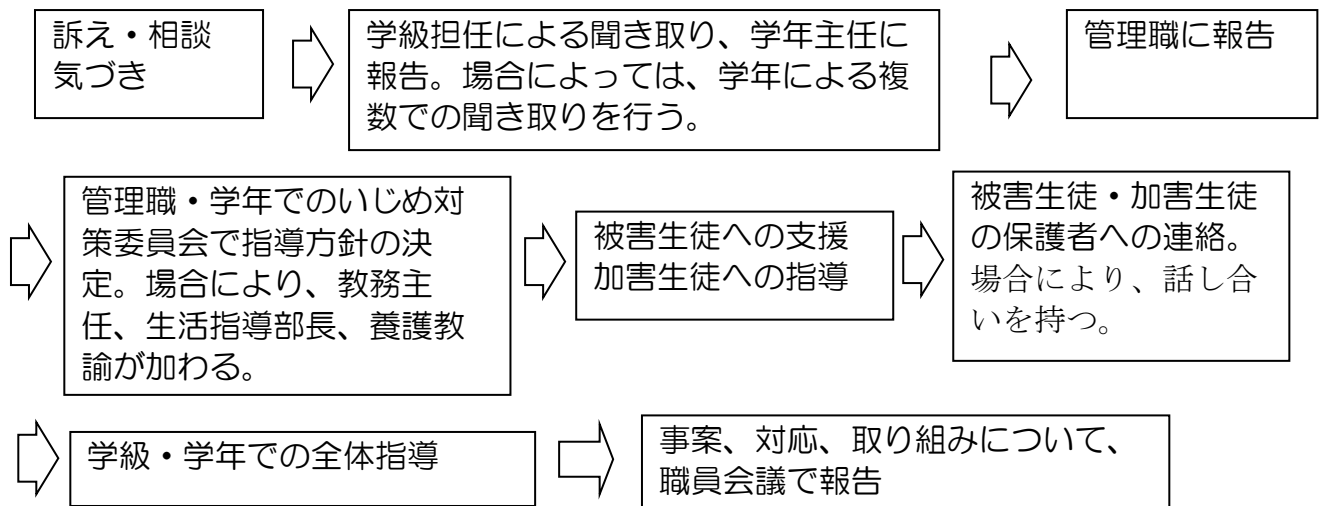 訴え・相談
気づき
学級担任による聞き取り、学年主任に
報告。場合によっては、学年による複
数での聞き取りを行う。
管理職に報告
管理職・学年でのいじめ対
策委員会で指導方針の決
定。場合により、教務主
任、生活指導部長、養護教
諭が加わる。
被害生徒への支援
加害生徒への指導
被害生徒・加害生徒
の保護者への連絡。
場合により、話し合
いを持つ。
学級・学年での全体指導
事案、対応、取り組みについて、
職員会議で報告